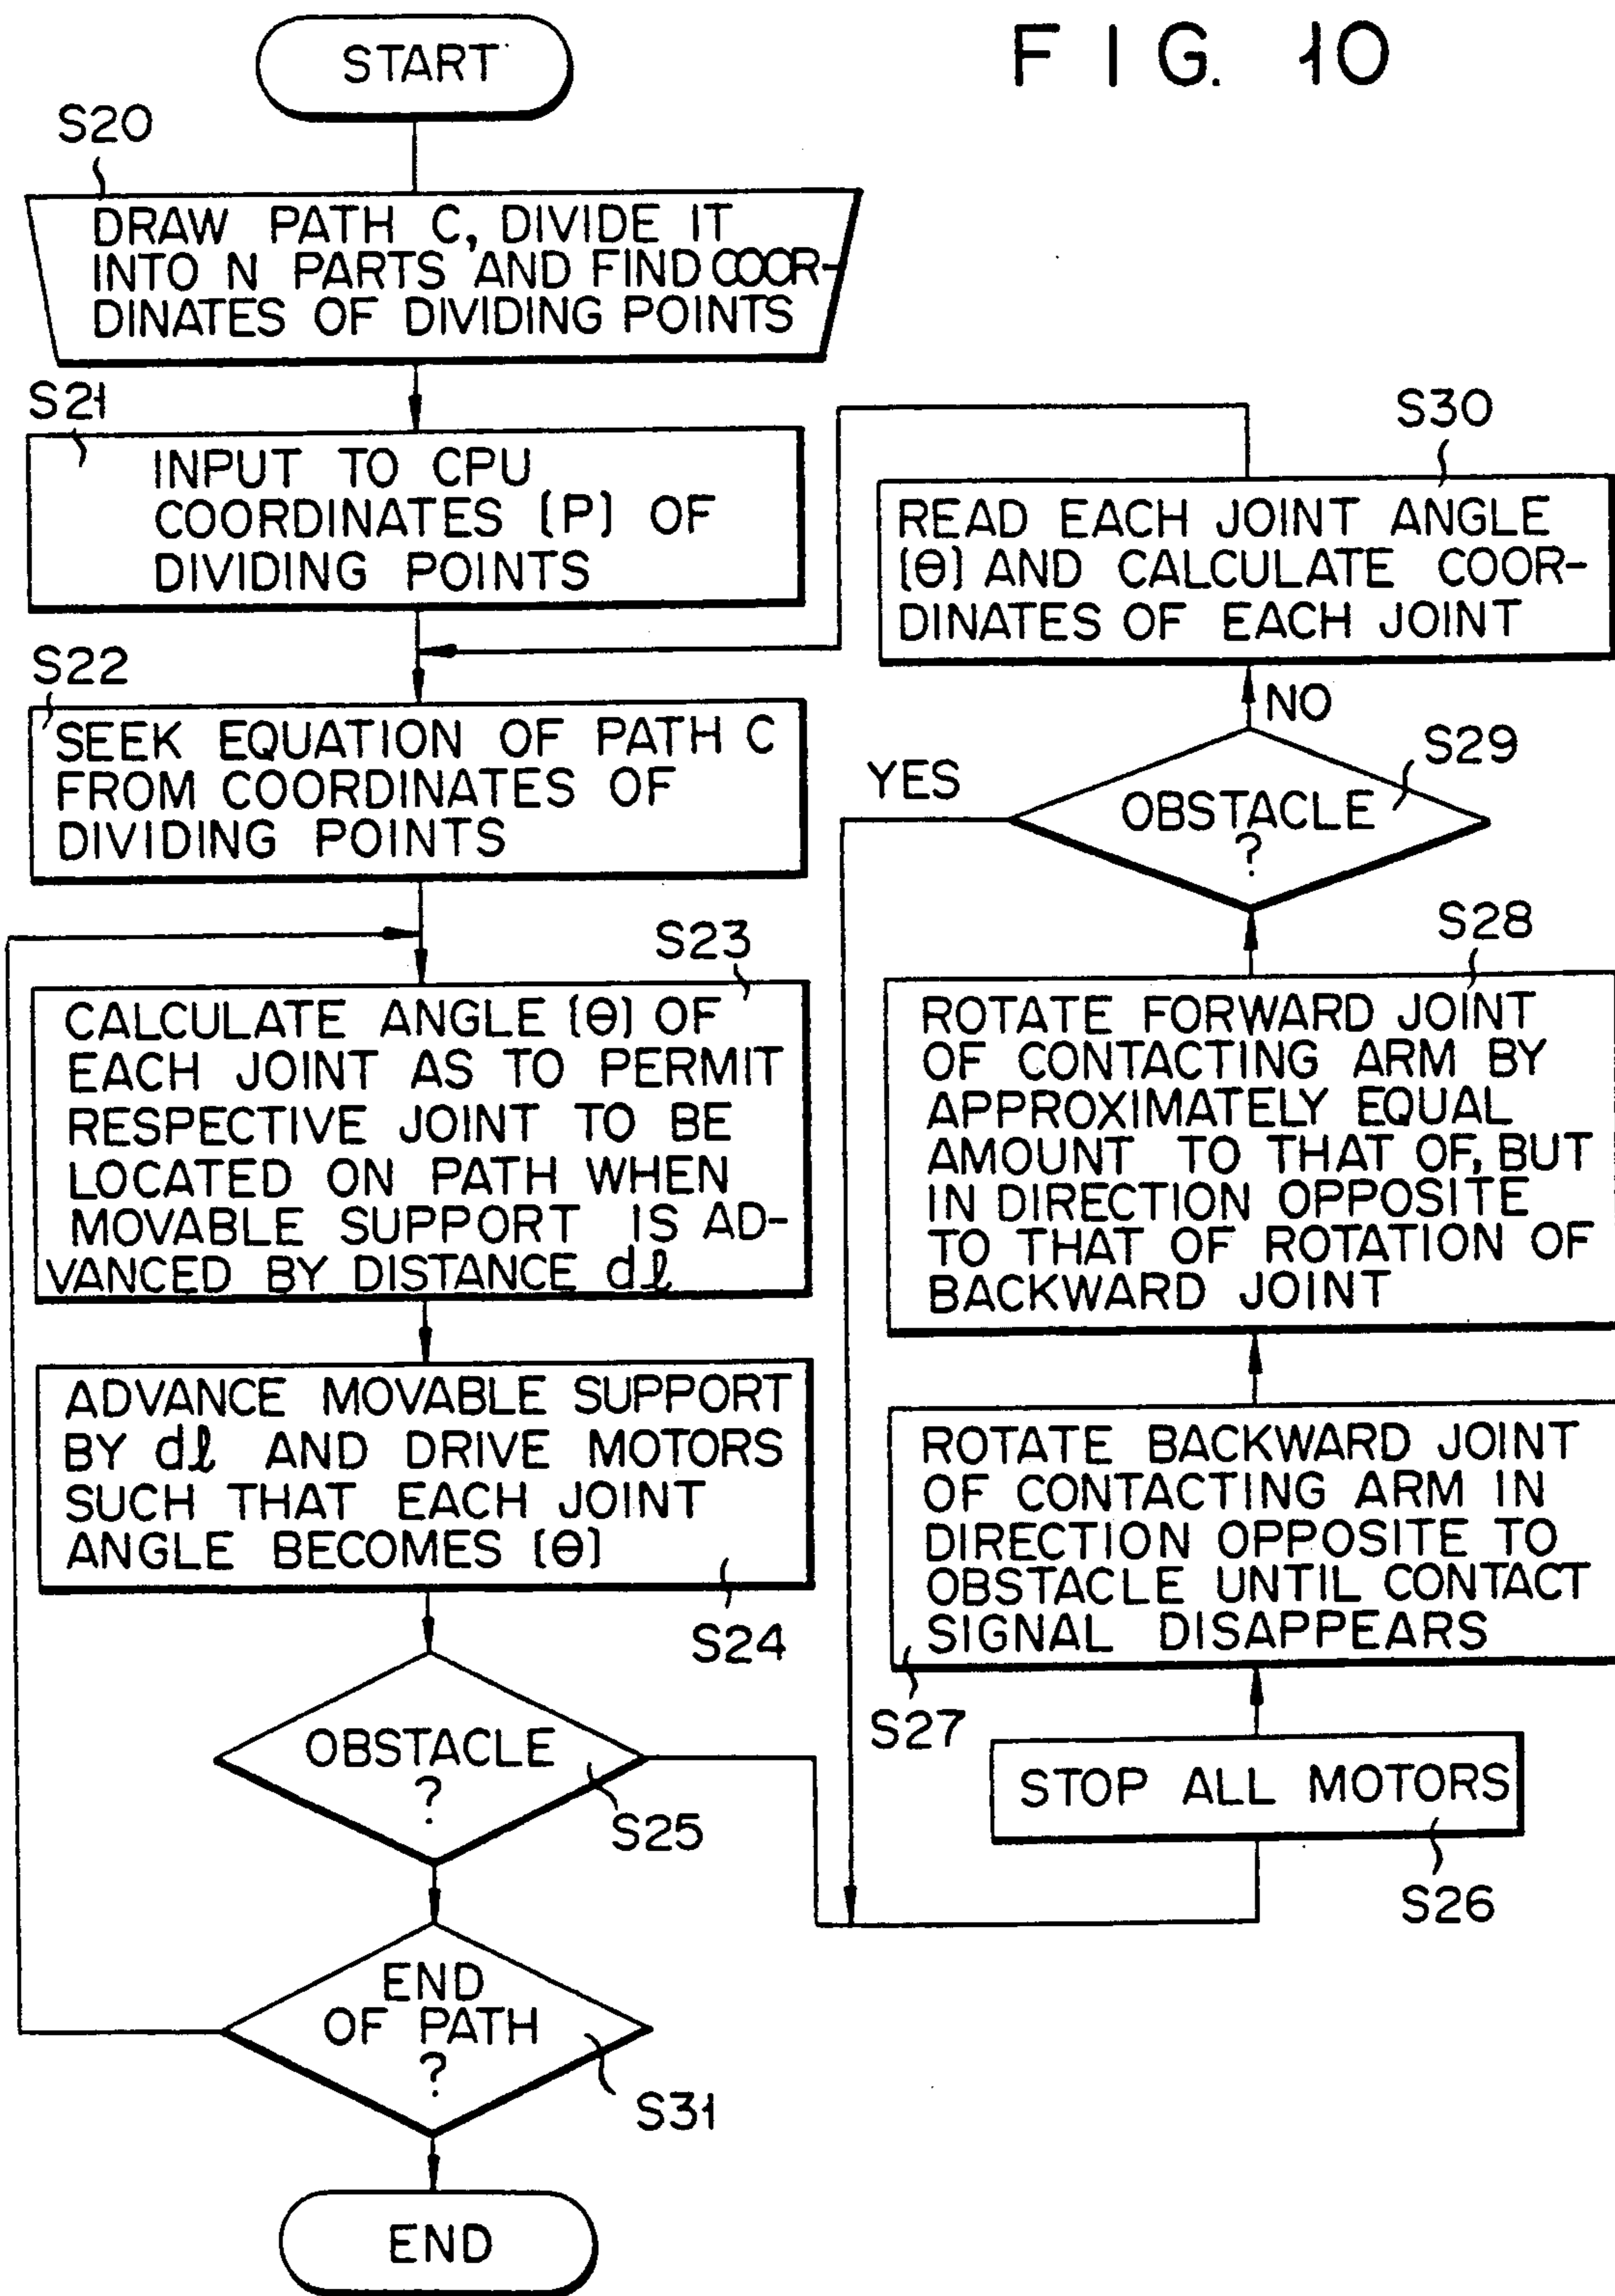 FIG. 10
START
S20
DRAW PATH C, DIVIDE IT
INTO N PARTS AND FIND COOR-
DINATES OF DIVIDING POINTS
S21
INPUT TO CPU
COORDINATES [P] OF
DIVIDING POINTS
S22
SEEK EQUATION OF PATH C
FROM COORDINATES OF
DIVIDING POINTS
S23
CALCULATE ANGLE [θ] OF
EACH JOINT AS TO PERMIT
RESPECTIVE JOINT TO BE
LOCATED ON PATH WHEN
MOVABLE SUPPORT IS AD-
VANCED BY DISTANCE dℓ
ADVANCE MOVABLE SUPPORT
BY dℓ AND DRIVE MOTORS
SUCH THAT EACH JOINT
ANGLE BECOMES [θ]
S24
OBSTACLE
?
S25
END
OF PATH
?
S31
END
S30
READ EACH JOINT ANGLE
[θ] AND CALCULATE COOR-
DINATES OF EACH JOINT
NO
S29
YES
OBSTACLE
?
S28
ROTATE FORWARD JOINT
OF CONTACTING ARM BY
APPROXIMATELY EQUAL
AMOUNT TO THAT OF, BUT
IN DIRECTION OPPOSITE
TO THAT OF ROTATION OF
BACKWARD JOINT
ROTATE BACKWARD JOINT
OF CONTACTING ARM IN
DIRECTION OPPOSITE TO
OBSTACLE UNTIL CONTACT
SIGNAL DISAPPEARS
S27
STOP ALL MOTORS
S26